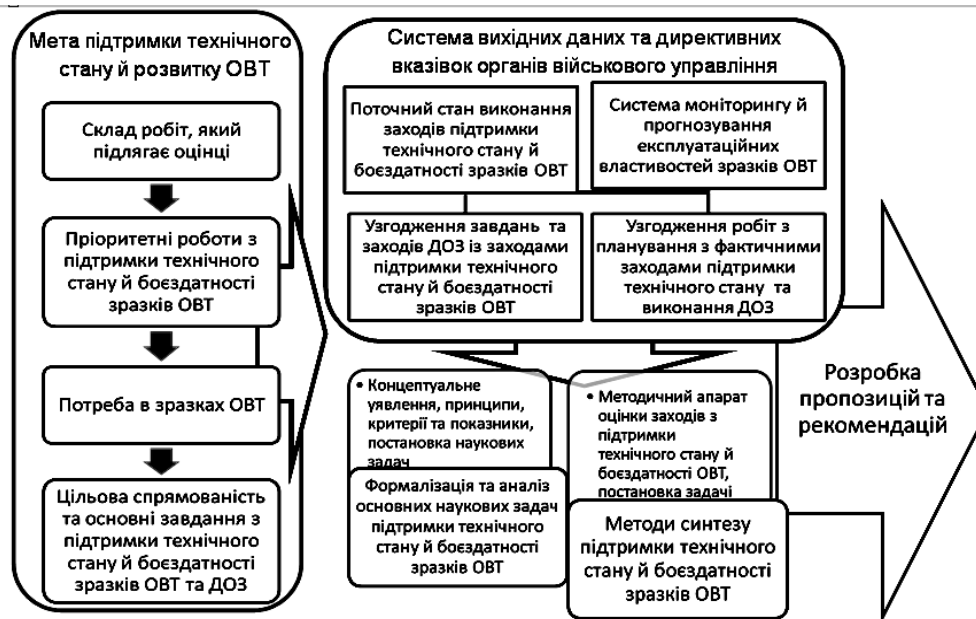 Мета підтримки технічного
стану й розвитку ОВТ
Склад робіт, який
підлягає оцінці
Пріоритетні роботи з
підтримки технічного
стану й боєздатності
зразків ОВТ
Потреба в зразках ОВТ
Цільова спрямованість
та основні завдання з
підтримки технічного
стану й боєздатності
зразків ОВТ та ДОЗ
Система вихідних даних та директивних
вказівок органів військового управління
Поточний стан виконання
заходів підтримки
технічного стану й
боєздатності зразків ОВТ
Система моніторингу й
прогнозування
експлуатаційних
властивостей зразків ОВТ
Узгодження завдань та
заходів ДОЗ із заходами
підтримки технічного
стану й боєздатності
зразків ОВТ
Узгодження робіт з
планування з фактичними
заходами підтримки
технічного стану та
виконання ДОЗ
• Концептуальне
уявлення, принципи,
критерії та показники,
постановка наукових
задач
Формалізація та аналіз
основних наукових задач
підтримки технічного
стану й боєздатності
зразків ОВТ
• Методичний апарат
оцінки заходів з
підтримки
технічного стану й
боєздатності ОВТ,
постановка задачі
Методи синтезу
підтримки технічного
стану й боєздатності
зразків ОВТ
Розробка
пропозицій та
рекомендацій